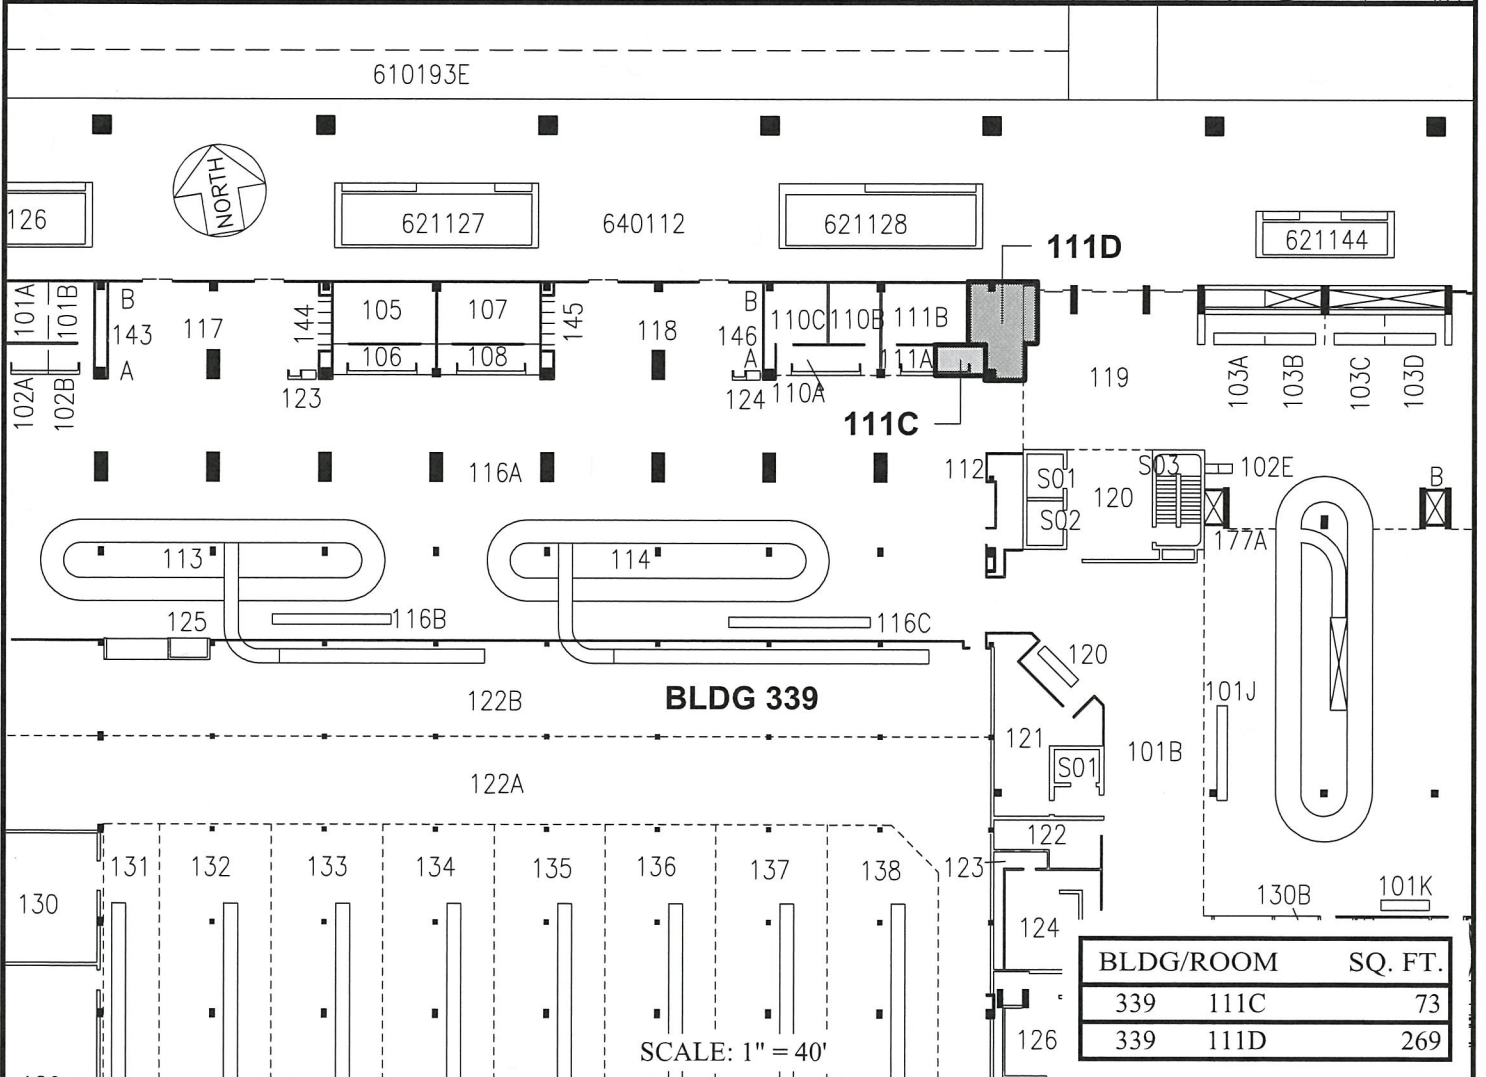 610193E
NORTH
126
621127
640112
621128
621144
111D
101A
101B
B
143
A
117
144
105
107
145
118
B
146
A
110C
110B
111B
111A
106
108
102A
102B
123
124
110A
111C
119
103A
103B
103C
103D
116A
112
S01
S02
120
S03
102E
B
177A
113
114
125
116B
116C
120
122B
BLDG 339
101J
121
S01
101B
122A
131
132
133
134
135
136
137
138
123
122
130
124
130B
101K
126
SCALE: 1" = 40'
BLDG/ROOM SQ. FT.
339 111C 73
339 111D 269